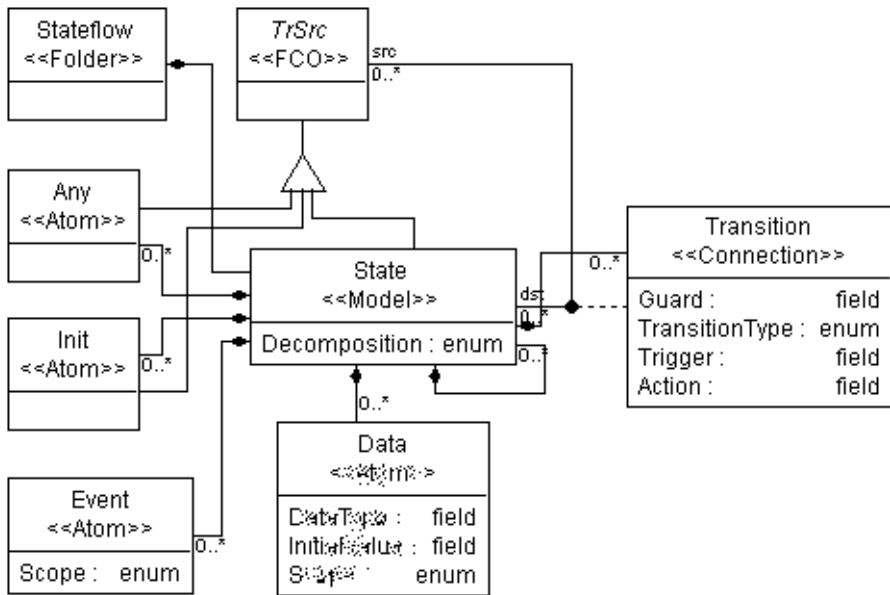 Stateflow
<<Folder>>
TrSrc
<<FCO>>
src
0..*
Any
<<Atom>>
0..*
Init
<<Atom>>
0..*
State
<<Model>>
Decomposition : enum
dst
0..*
0..*
0..*
Transition
<<Connection>>
0..*
Guard : field
TransitionType : enum
Trigger : field
Action : field
Data
: field
: field
enum
Event
<<Atom>>
0..*
Scope : enum